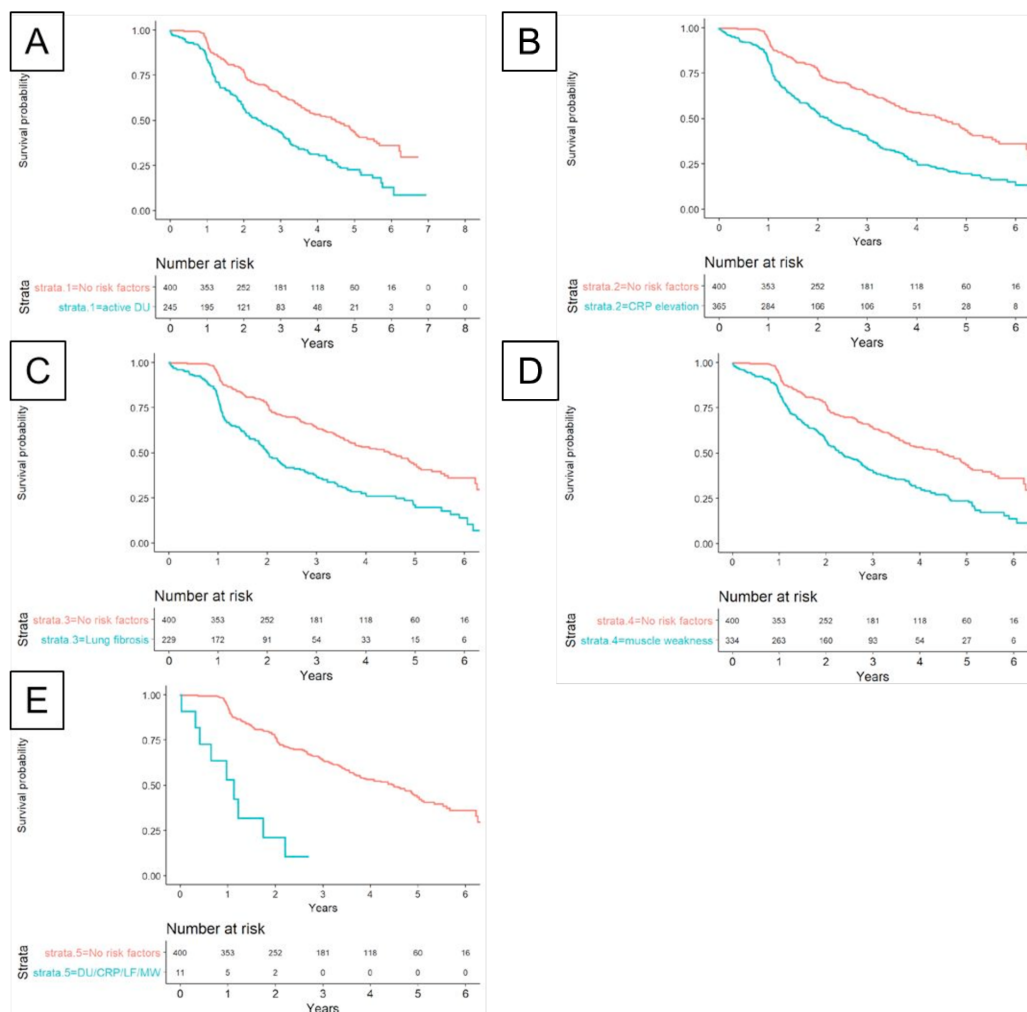 A
Survival probability
1.00
0.75
0.50
0.25
0.00
0 1 2 3 4 5 6 7 8
Years
Number at risk
Strata
strata.1=No risk factors 400 353 252 181 118 60 16 0 0
strata.1=active DU 245 195 121 83 48 21 3 0 0
0 1 2 3 4 5 6 7 8
Years
B
Survival probability
1.00
0.75
0.50
0.25
0.00
0 1 2 3 4 5 6
Years
Number at risk
Strata
strata.2=No risk factors 400 353 252 181 118 60 16
strata.2=CRP elevation 365 284 166 106 51 28 8
0 1 2 3 4 5 6
Years
C
Survival probability
1.00
0.75
0.50
0.25
0.00
0 1 2 3 4 5 6
Years
Number at risk
Strata
strata.3=No risk factors 400 353 252 181 118 60 16
strata.3=Lung fibrosis 229 172 91 54 33 15 6
0 1 2 3 4 5 6
Years
D
Survival probability
1.00
0.75
0.50
0.25
0.00
0 1 2 3 4 5 6
Years
Number at risk
Strata
strata.4=No risk factors 400 353 252 181 118 60 16
strata.4=muscle weakness 334 263 160 93 54 27 6
0 1 2 3 4 5 6
Years
E
Survival probability
1.00
0.75
0.50
0.25
0.00
0 1 2 3 4 5 6
Years
Number at risk
Strata
strata.5=No risk factors 400 353 252 181 118 60 16
strata.5=DU/CRP/LF/MW 11 5 2 0 0 0 0
0 1 2 3 4 5 6
Years